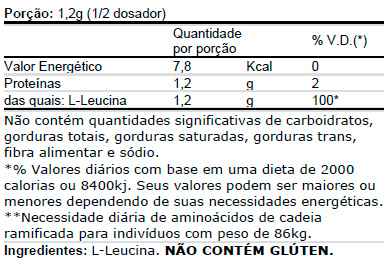 Porção: 1,2g (1/2 dosador)
Quantidade por porção % V.D.(*)
Valor Energético 7,8 Kcal 0
Proteínas 1,2 g 2
das quais: L-Leucina 1,2 g 100*
Não contém quantidades significativas de carboidratos,
gorduras totais, gorduras saturadas, gorduras trans,
fibra alimentar e sódio.
*% Valores diários com base em uma dieta de 2000
calorias ou 8400kj. Seus valores podem ser maiores ou
menores dependendo de suas necessidades energéticas.
**Necessidade diária de aminoácidos de cadeia
ramificada para indivíduos com peso de 86kg.
Ingredientes: L-Leucina. NÃO CONTÉM GLÚTEN.